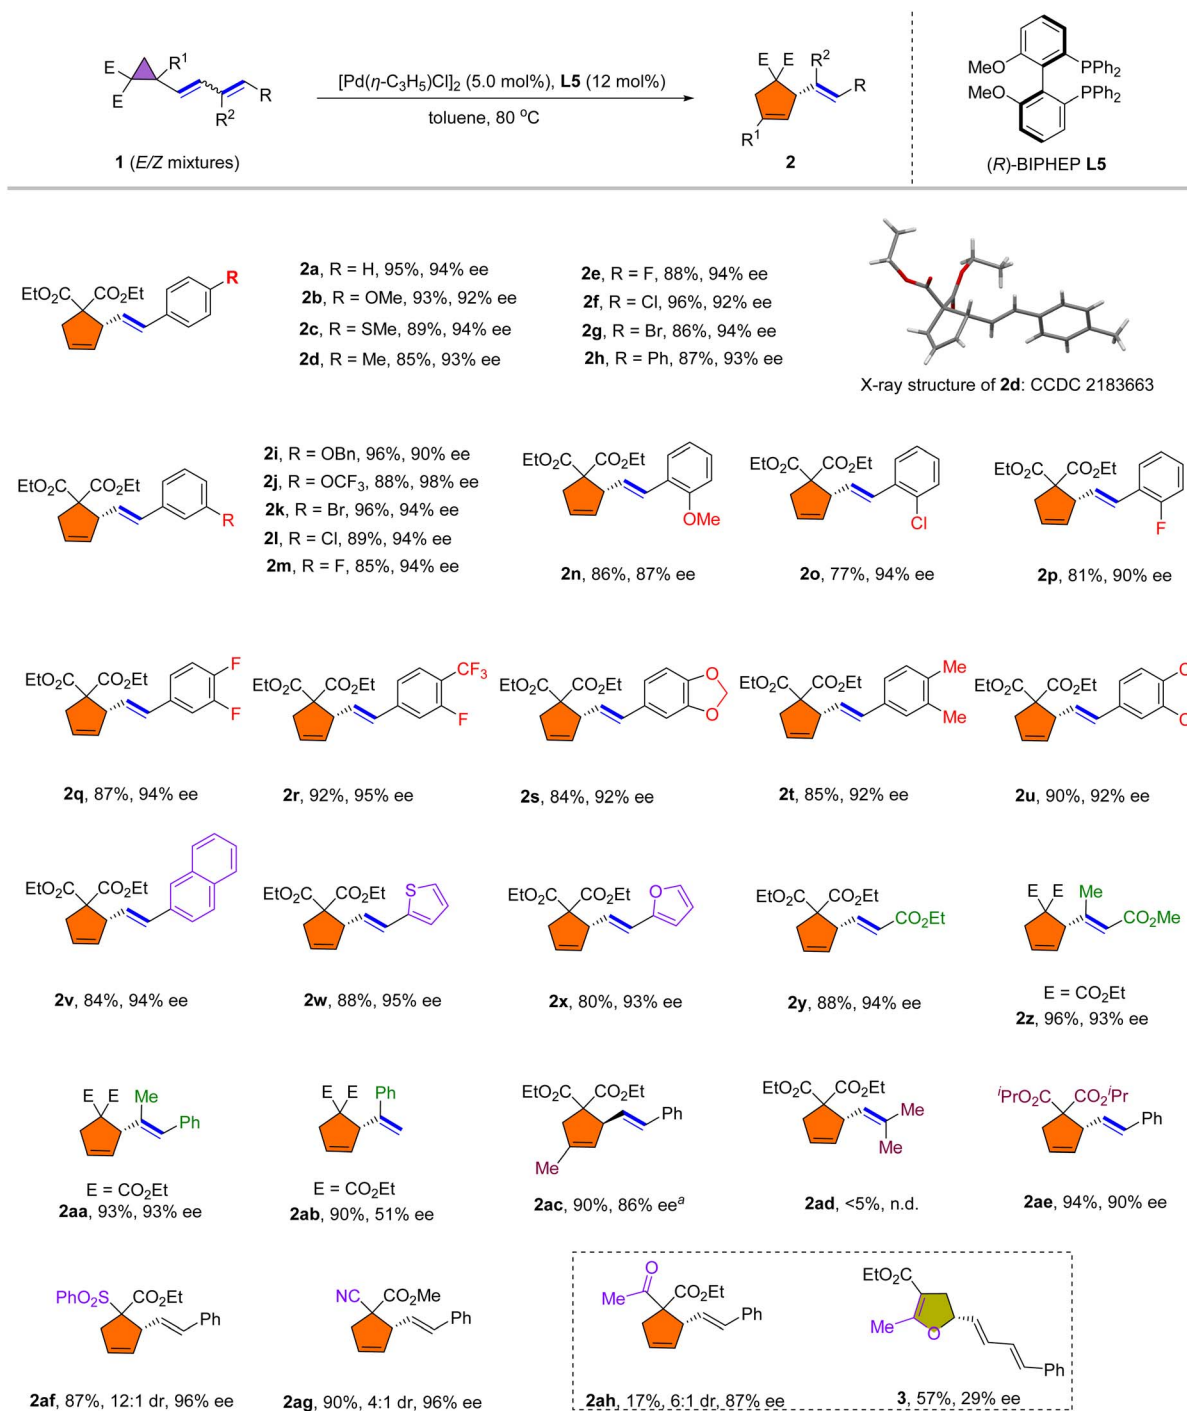 E R¹ E R R²
[Pd(η-C₃H₅)Cl]₂ (5.0 mol%), L5 (12 mol%)
toluene, 80 ºC
E E R² R R¹
MeO PPh₂
MeO PPh₂
1 (E/Z mixtures)
2
(R)-BIPHEP L5
EtO₂C CO₂Et R
2a, R = H, 95%, 94% ee
2b, R = OMe, 93%, 92% ee
2c, R = SMe, 89%, 94% ee
2d, R = Me, 85%, 93% ee
2e, R = F, 88%, 94% ee
2f, R = Cl, 96%, 92% ee
2g, R = Br, 86%, 94% ee
2h, R = Ph, 87%, 93% ee
X-ray structure of 2d: CCDC 2183663
EtO₂C CO₂Et R
2i, R = OBn, 96%, 90% ee
2j, R = OCF₃, 88%, 98% ee
2k, R = Br, 96%, 94% ee
2l, R = Cl, 89%, 94% ee
2m, R = F, 85%, 94% ee
EtO₂C CO₂Et OMe
2n, 86%, 87% ee
EtO₂C CO₂Et Cl
2o, 77%, 94% ee
EtO₂C CO₂Et F
2p, 81%, 90% ee
EtO₂C CO₂Et F F
2q, 87%, 94% ee
EtO₂C CO₂Et CF₃ F
2r, 92%, 95% ee
EtO₂C CO₂Et O O
2s, 84%, 92% ee
EtO₂C CO₂Et Me Me
2t, 85%, 92% ee
EtO₂C CO₂Et
2u, 90%, 92% ee
EtO₂C CO₂Et
2v, 84%, 94% ee
EtO₂C CO₂Et S
2w, 88%, 95% ee
EtO₂C CO₂Et O
2x, 80%, 93% ee
EtO₂C CO₂Et CO₂Et
2y, 88%, 94% ee
E E Me CO₂Me
E = CO₂Et
2z, 96%, 93% ee
E E Me Ph
E = CO₂Et
2aa, 93%, 93% ee
E E Ph
E = CO₂Et
2ab, 90%, 51% ee
EtO₂C CO₂Et Ph Me
2ac, 90%, 86% eeᵃ
EtO₂C CO₂Et Me Me
2ad, <5%, n.d.
ⁱPrO₂C CO₂ⁱPr Ph
2ae, 94%, 90% ee
PhO₂S CO₂Et Ph
2af, 87%, 12:1 dr, 96% ee
NC CO₂Me Ph
2ag, 90%, 4:1 dr, 96% ee
O Me CO₂Et Ph
2ah, 17%, 6:1 dr, 87% ee
EtO₂C Me O Ph
3, 57%, 29% ee